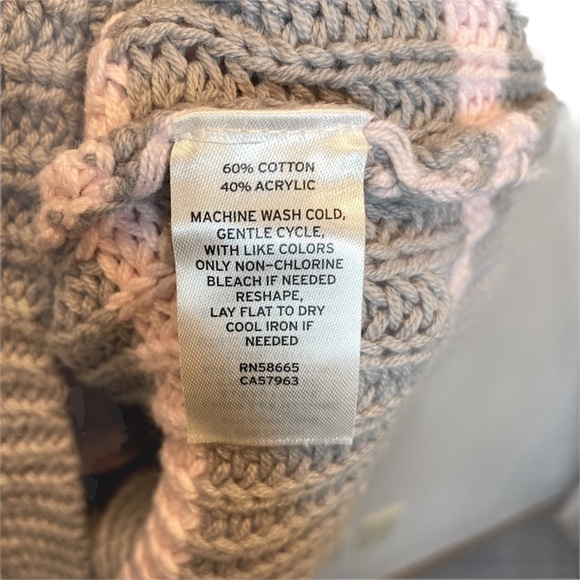 60% COTTON
40% ACRYLIC
MACHINE WASH COLD,
GENTLE CYCLE,
WITH LIKE COLORS
ONLY NON-CHLORINE
BLEACH IF NEEDED
RESHAPE,
LAY FLAT TO DRY
COOL IRON IF
NEEDED
RN58665
CA57963